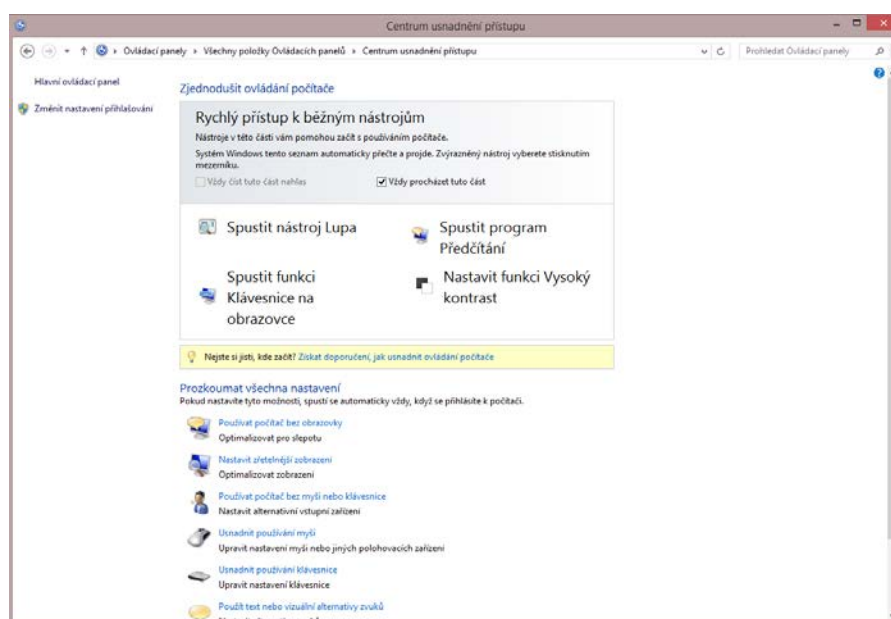 Centrum usnadnění přístupu
Ovládací panely
Všechny položky Ovládacích panelů
Centrum usnadnění přístupu
Prohledat Ovládací panely
Hlavní ovládací panel
Změnit nastavení přihlašování
Zjednodušit ovládání počítače
Rychlý přístup k běžným nástrojům
Nástroje v této části vám pomohou začít s používáním počítače.
Systém Windows tento seznam automaticky přečte a projde. Zvýrazněný nástroj vyberete stisknutím
mezerníku.
Vždy číst tuto část nahlas
Vždy procházet tuto část
Spustit nástroj Lupa
Spustit program
Předčítání
Spustit funkci
Klávesnice na
obrazovce
Nastavit funkci Vysoký
kontrast
Nejste si jisti, kde začít? Získat doporučení, jak usnadnit ovládání počítače
Prozkoumat všechna nastavení
Pokud nastavíte tyto možnosti, spustí se automaticky vždy, když se přihlásíte k počítači.
Používat počítač bez obrazovky
Optimalizovat pro slepotu
Nastavit zřetelnější zobrazení
Optimalizovat zobrazení
Používat počítač bez myši nebo klávesnice
Nastavit alternativní vstupní zařízení
Usnadnit používání myši
Upravit nastavení myši nebo jiných polohovacích zařízení
Usnadnit používání klávesnice
Upravit nastavení klávesnice
Použít text nebo vizuální alternativy zvuků